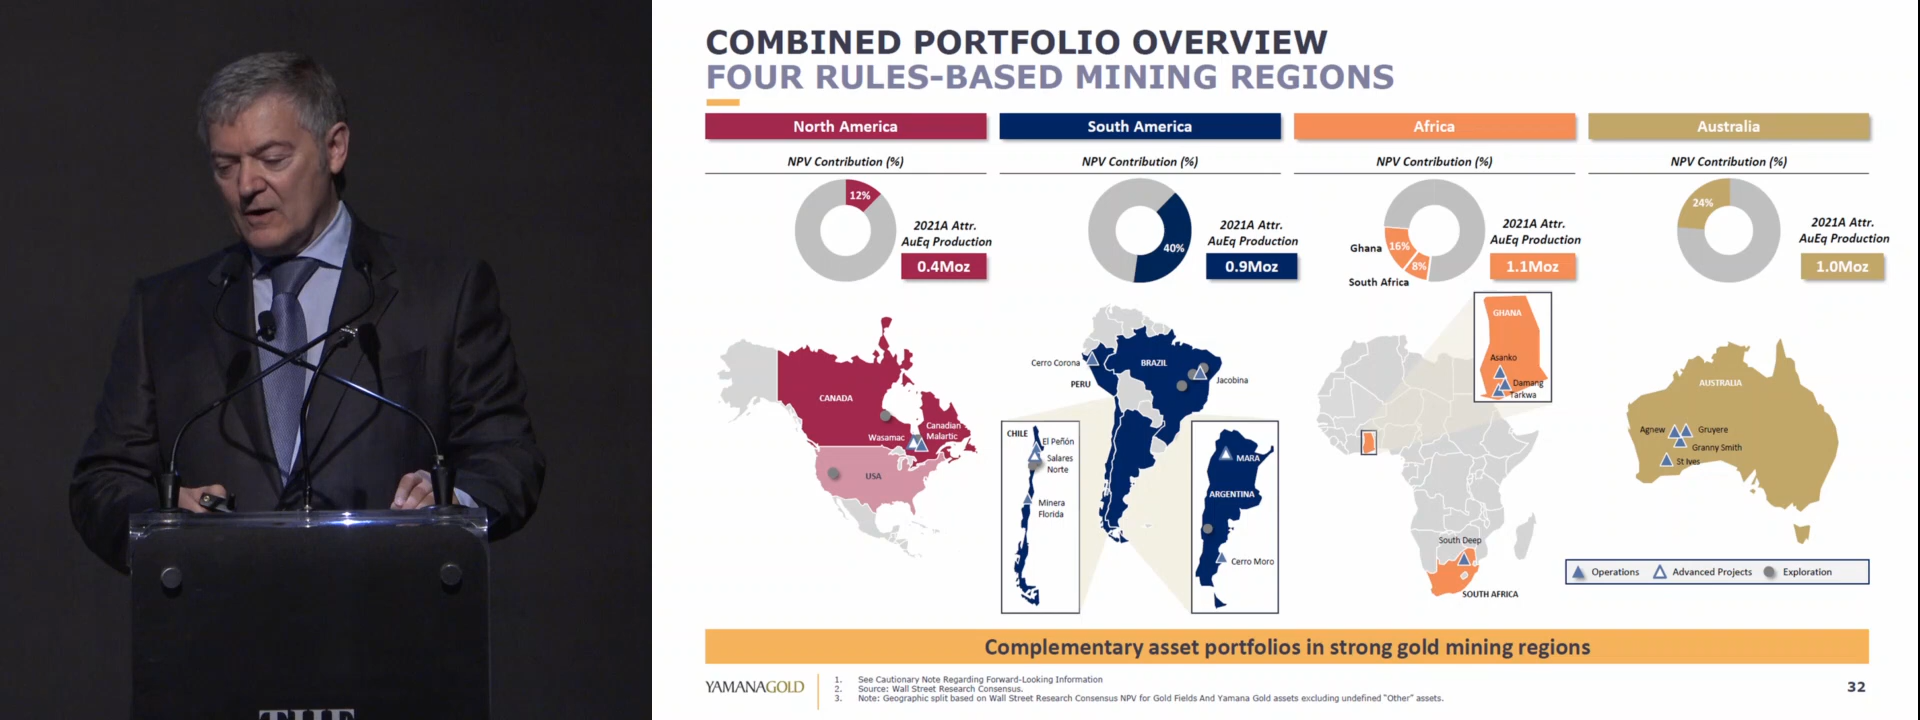 COMBINED PORTFOLIO OVERVIEW
FOUR RULES-BASED MINING REGIONS
North America
NPV Contribution (%)
12%
2021A Attr.
AuEq Production
0.4Moz
CANADA
Wasamac
Canadian
Malartic
USA
South America
NPV Contribution (%)
40%
2021A Attr.
AuEq Production
0.9Moz
Cerro Corona
PERU
BRAZIL
Jacobina
CHILE
El Peñón
Salares
Norte
Minera
Florida
MARA
ARGENTINA
Cerro Moro
Africa
NPV Contribution (%)
Ghana
16%
8%
South Africa
2021A Attr.
AuEq Production
1.1Moz
GHANA
Asanko
Damang
Tarkwa
South Deep
SOUTH AFRICA
Australia
NPV Contribution (%)
24%
2021A Attr.
AuEq Production
1.0Moz
AUSTRALIA
Agnew
Gruyere
Granny Smith
St Ives
Operations
Advanced Projects
Exploration
Complementary asset portfolios in strong gold mining regions
YAMANAGOLD
1. See Cautionary Note Regarding Forward-Looking Information
2. Source: Wall Street Research Consensus.
3. Note: Geographic split based on Wall Street Research Consensus NPV for Gold Fields And Yamana Gold assets excluding undefined "Other" assets.
32
THE